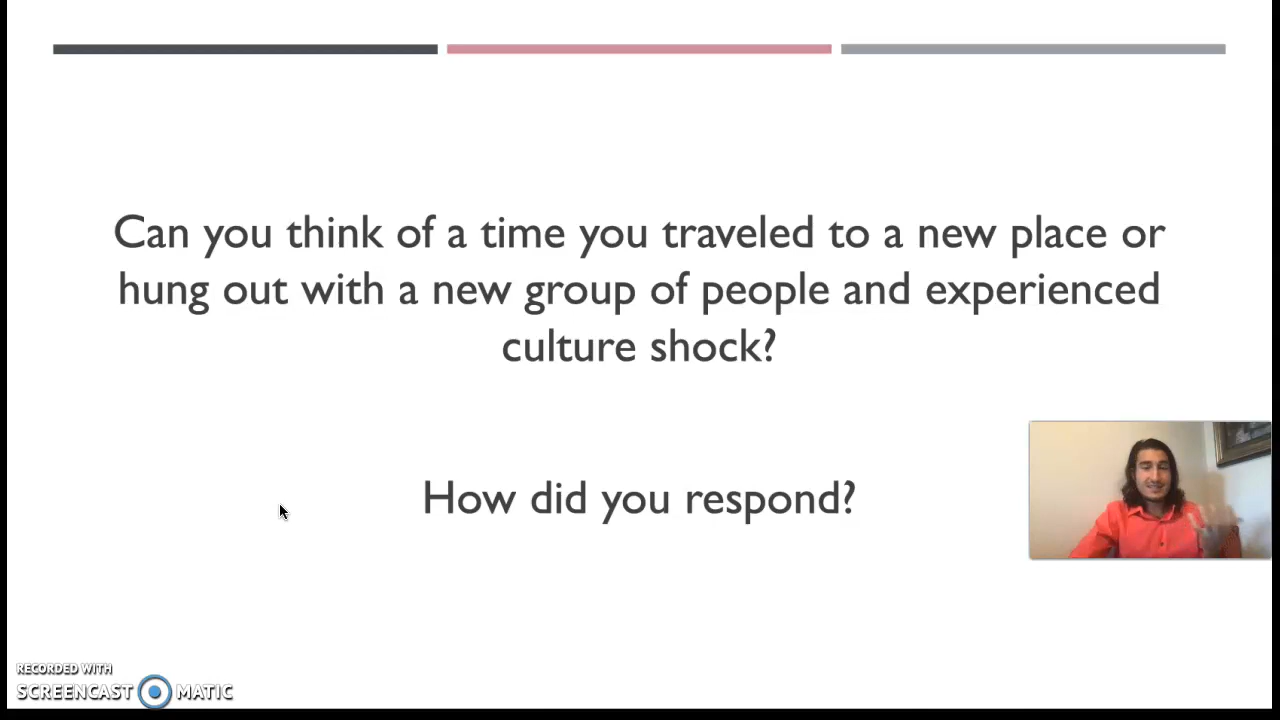 Can you think of a time you traveled to a new place or
hung out with a new group of people and experienced
culture shock?
How did you respond?
RECORDED WITH
SCREENCAST MATIC